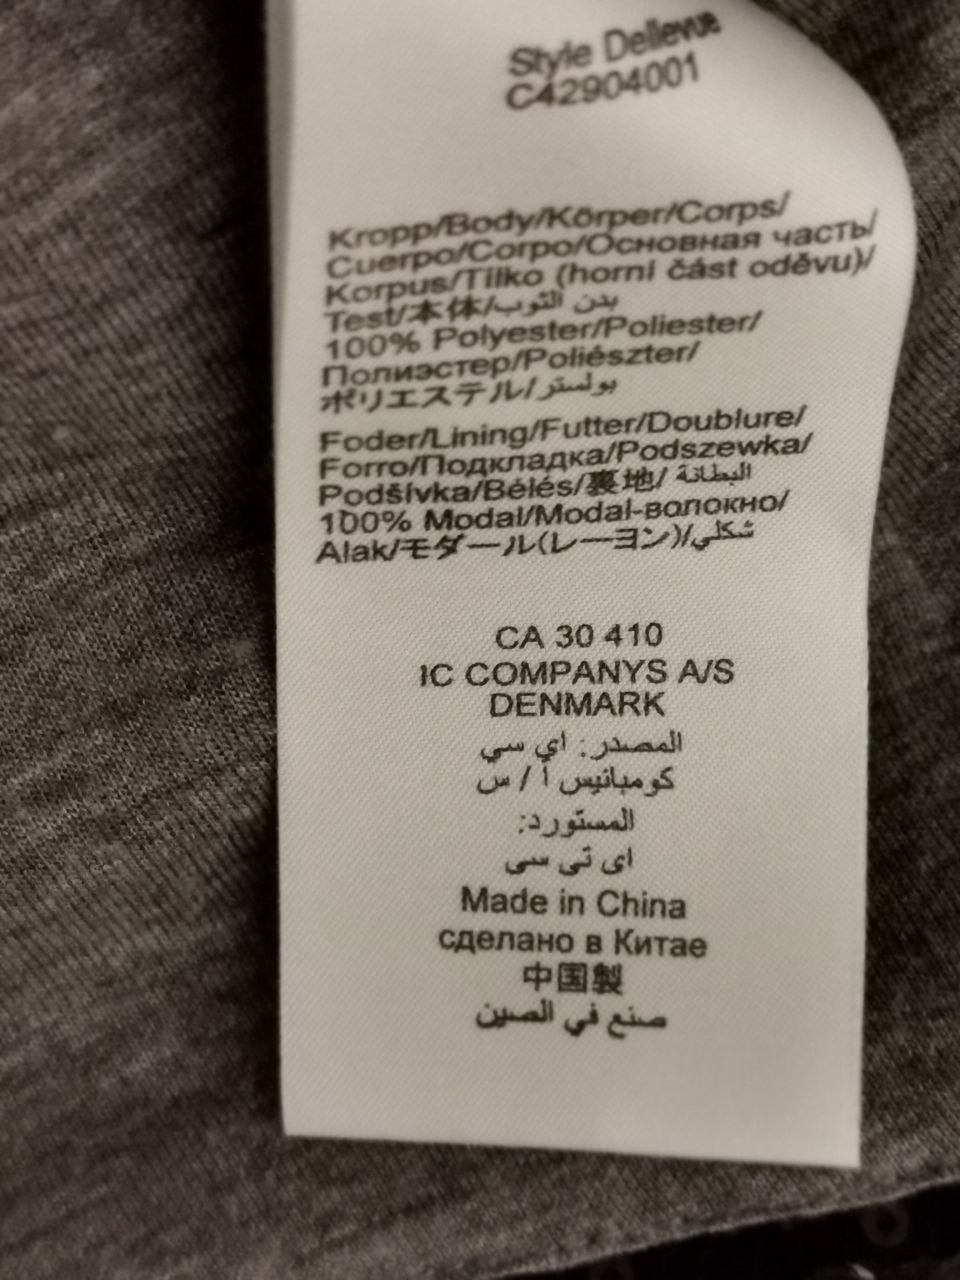 Style Dellevue
C42904001
Kropp/Body/Körper/Corps/
Cuerpo/Corpo/Основная часть/
Korpus/Tílko (horní část oděvu)/
Test/本体/بدن الثوب
100% Polyester/Poliester/
Полиэстер/Poliészter/
ポリエステル/بولستر
Foder/Lining/Futter/Doublure/
Forro/Подкладка/Podszewka/
Podšívka/Bélés/裏地/ البطانة
100% Modal/Modal-волокно/
Alak/モダール(レーヨン)/شكلي
CA 30 410
IC COMPANYS A/S
DENMARK
المصدر: اي سي
كومبانيس أ / س
المستورد:
اى تى سى
Made in China
сделано в Китае
中国製
صنع في الصين